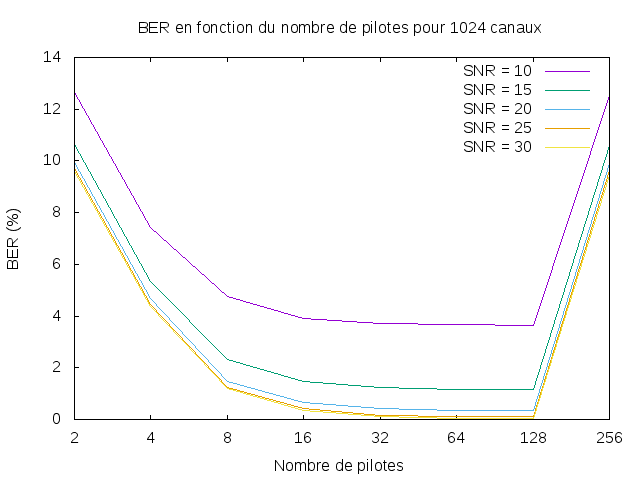 BER en fonction du nombre de pilotes pour 1024 canaux
SNR = 10
SNR = 15
SNR = 20
SNR = 25
SNR = 30
BER (%)
14
12
10
8
6
4
2
0
2 4 8 16 32 64 128 256
Nombre de pilotes